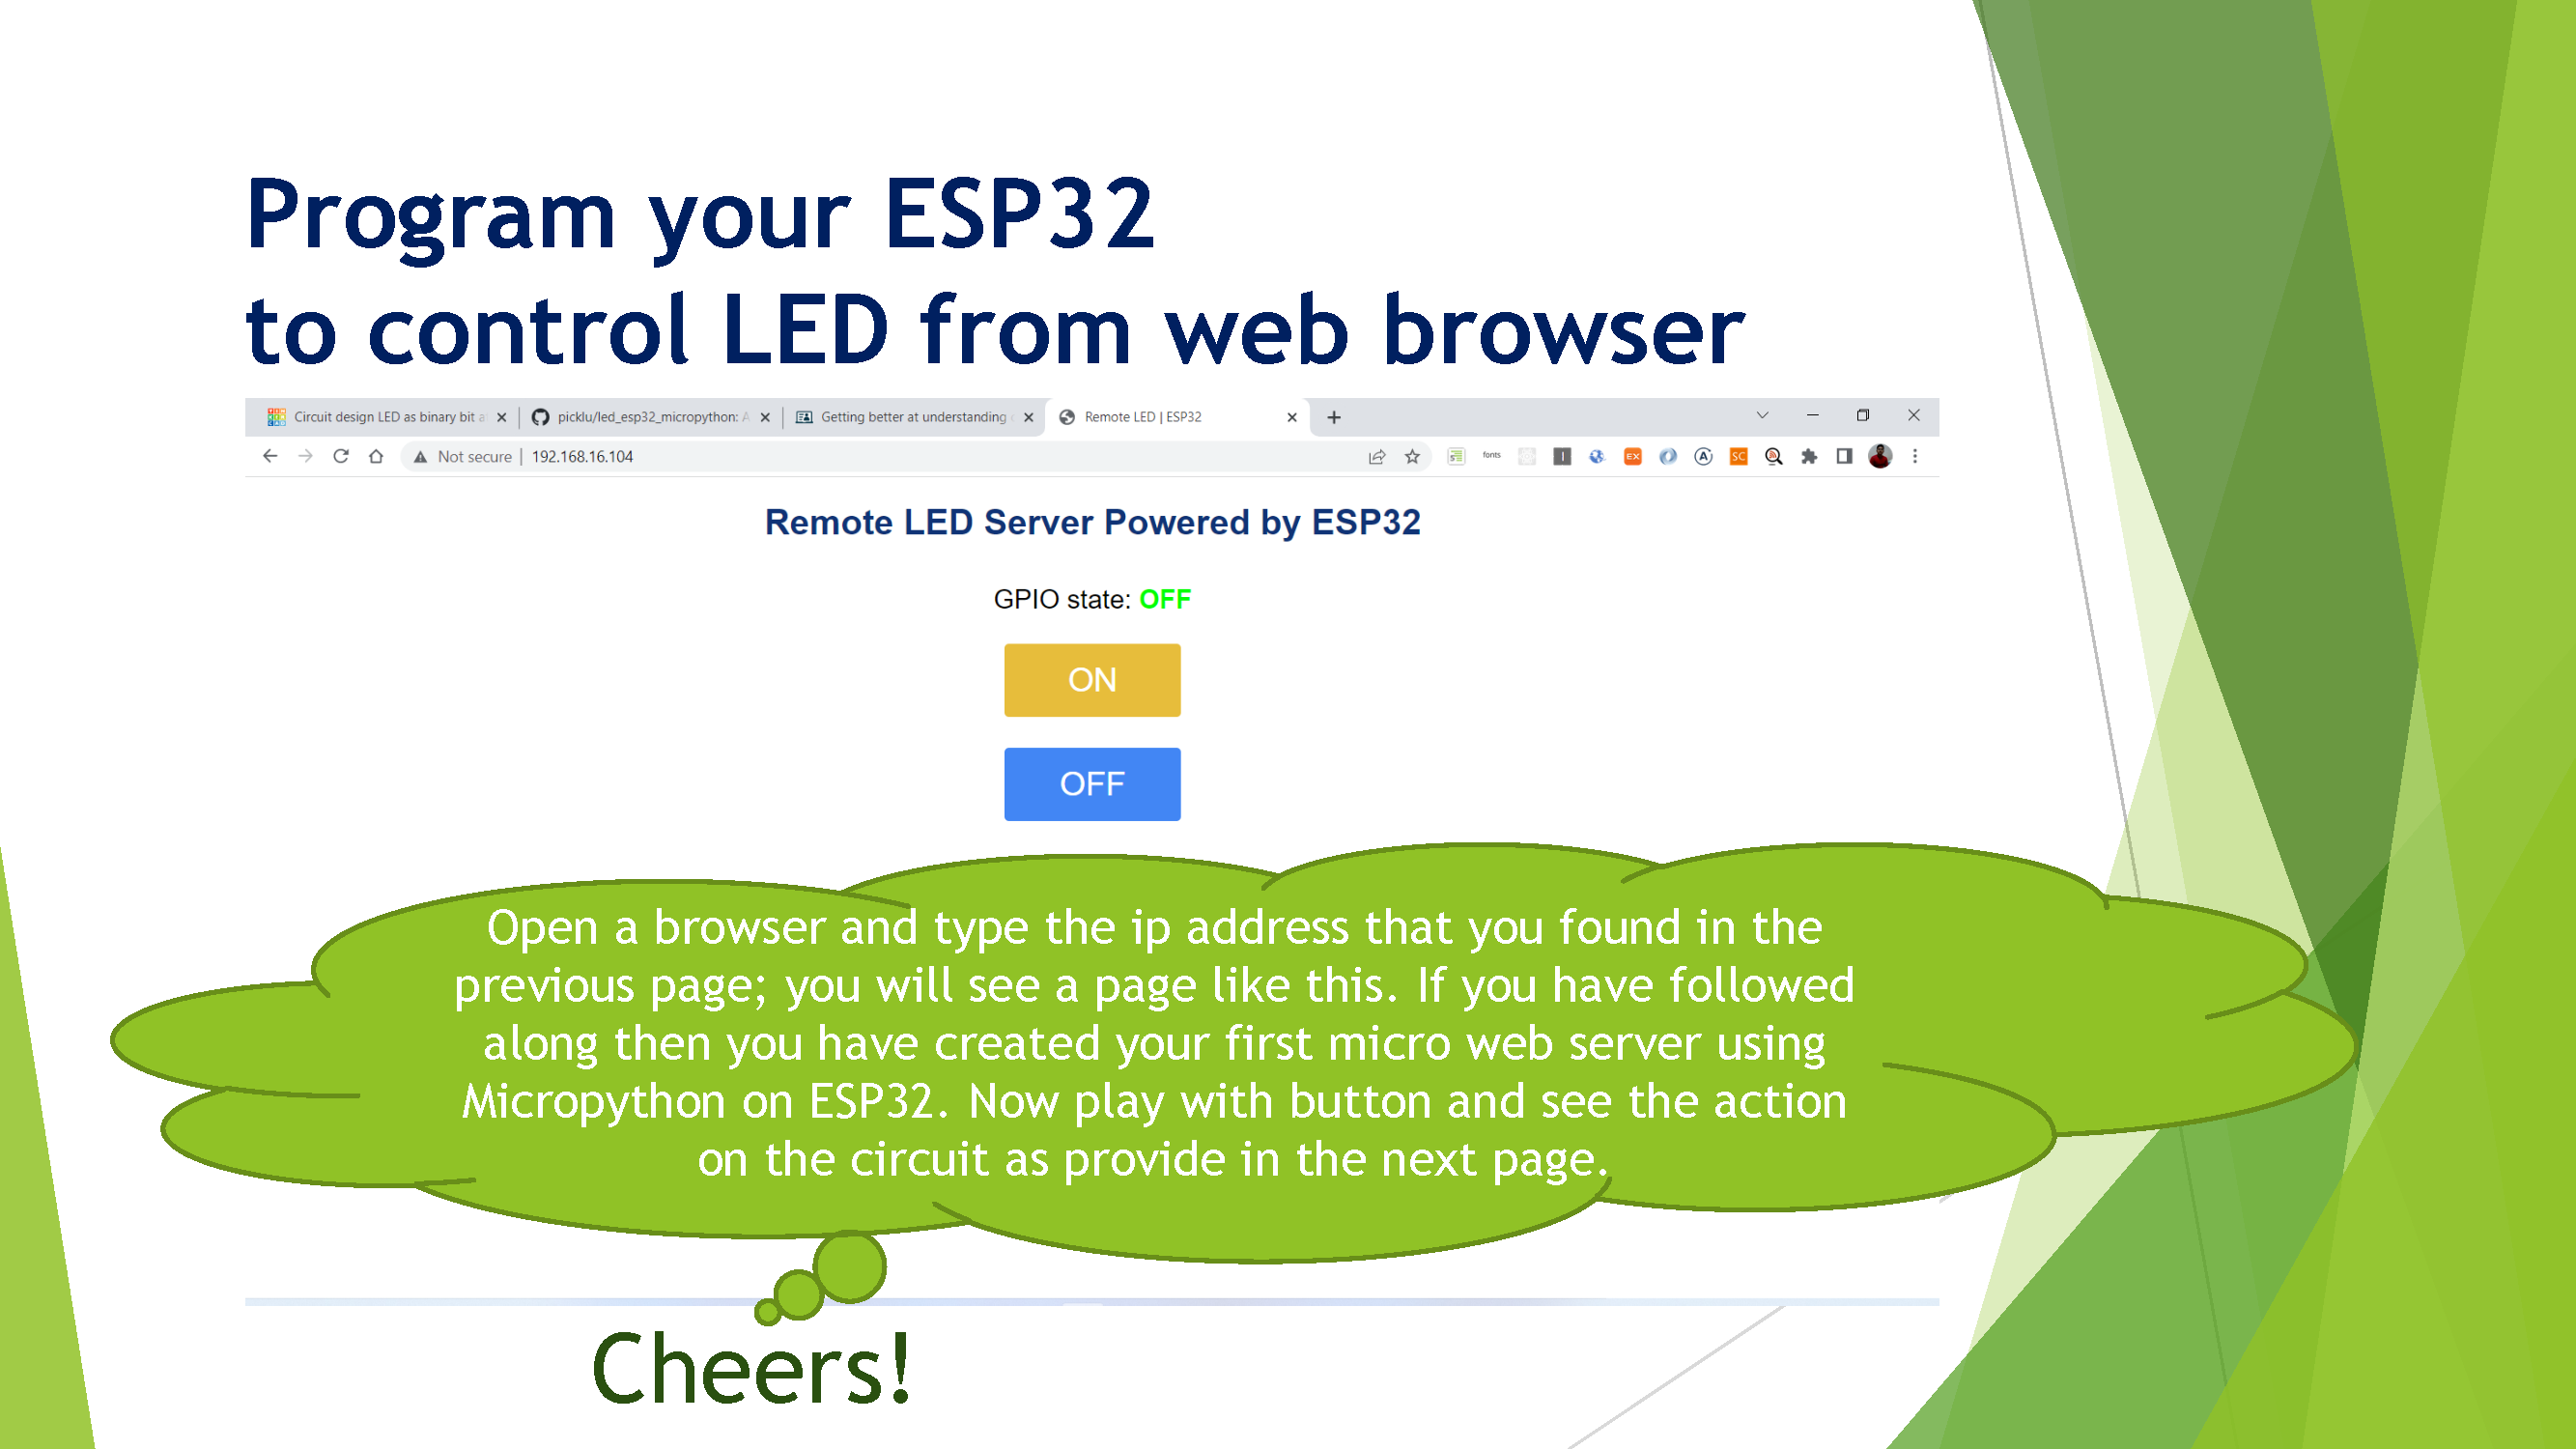 Program your ESP32
to control LED from web browser
Circuit design LED as binary bit
picklu/led_esp32_micropython: A
Getting better at understanding
Remote LED | ESP32
Not secure | 192.168.16.104
fonts
EX
A
SC
Remote LED Server Powered by ESP32
GPIO state: OFF
ON
OFF
Open a browser and type the ip address that you found in the
previous page; you will see a page like this. If you have followed
along then you have created your first micro web server using
Micropython on ESP32. Now play with button and see the action
on the circuit as provide in the next page.
Cheers!